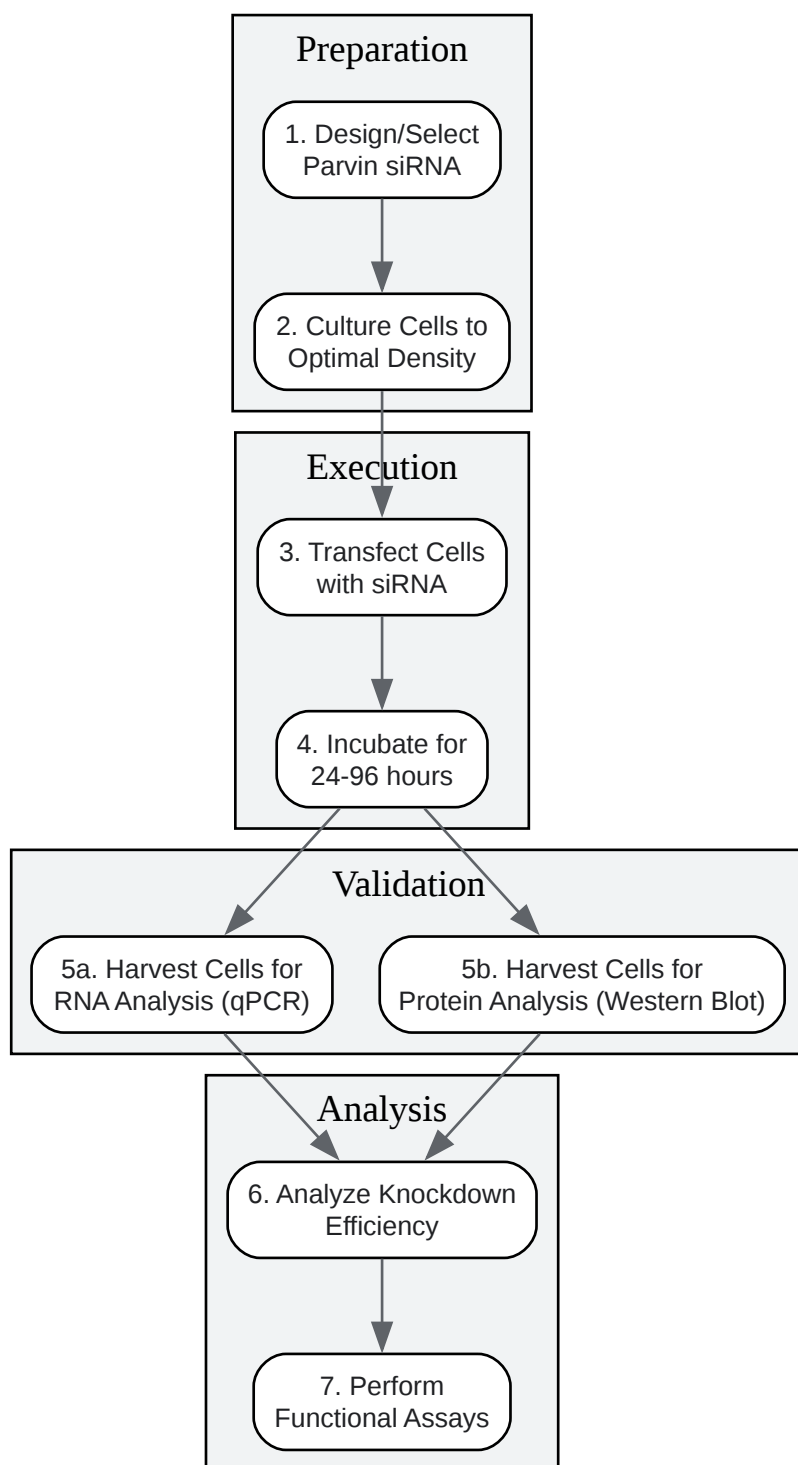 Preparation
1. Design/Select
Parvin siRNA
2. Culture Cells to
Optimal Density
Execution
3. Transfect Cells
with siRNA
4. Incubate for
24-96 hours
Validation
5a. Harvest Cells for
RNA Analysis (qPCR)
5b. Harvest Cells for
Protein Analysis (Western Blot)
Analysis
6. Analyze Knockdown
Efficiency
7. Perform
Functional Assays